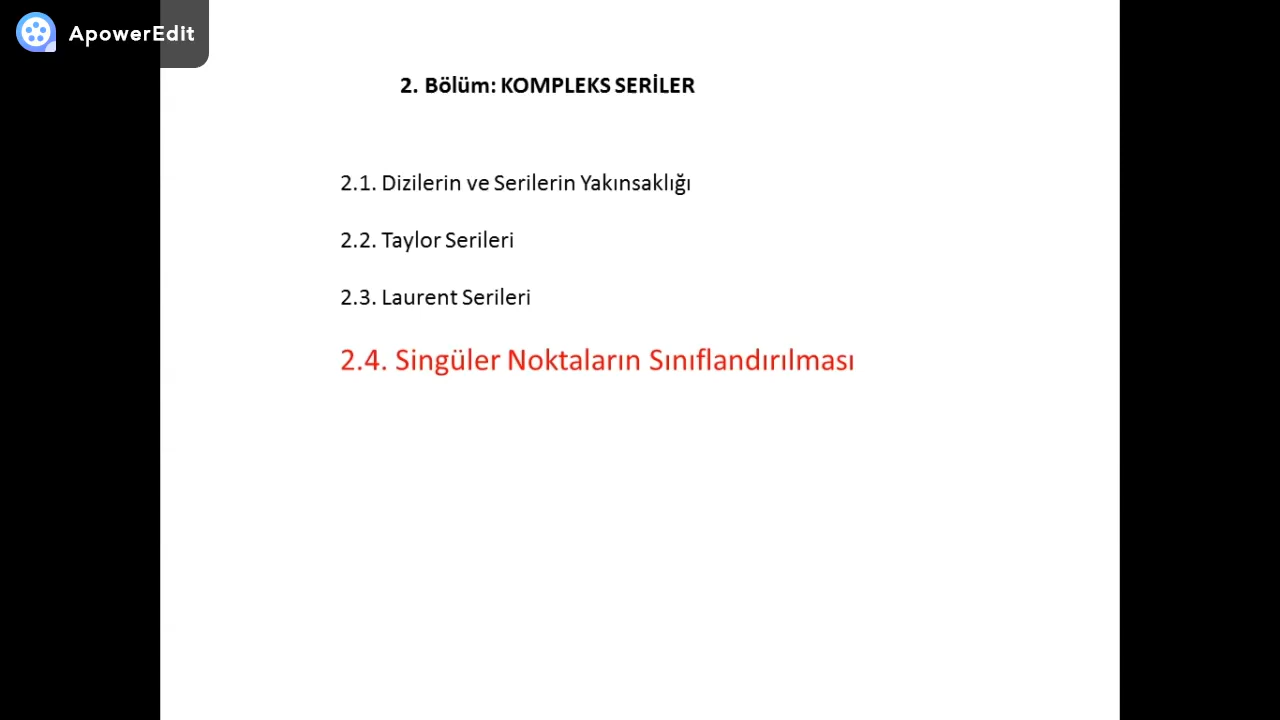 ApowerEdit
2. Bölüm: KOMPLEKS SERİLER
2.1. Dizilerin ve Serilerin Yakınsaklığı
2.2. Taylor Serileri
2.3. Laurent Serileri
2.4. Singüler Noktaların Sınıflandırılması